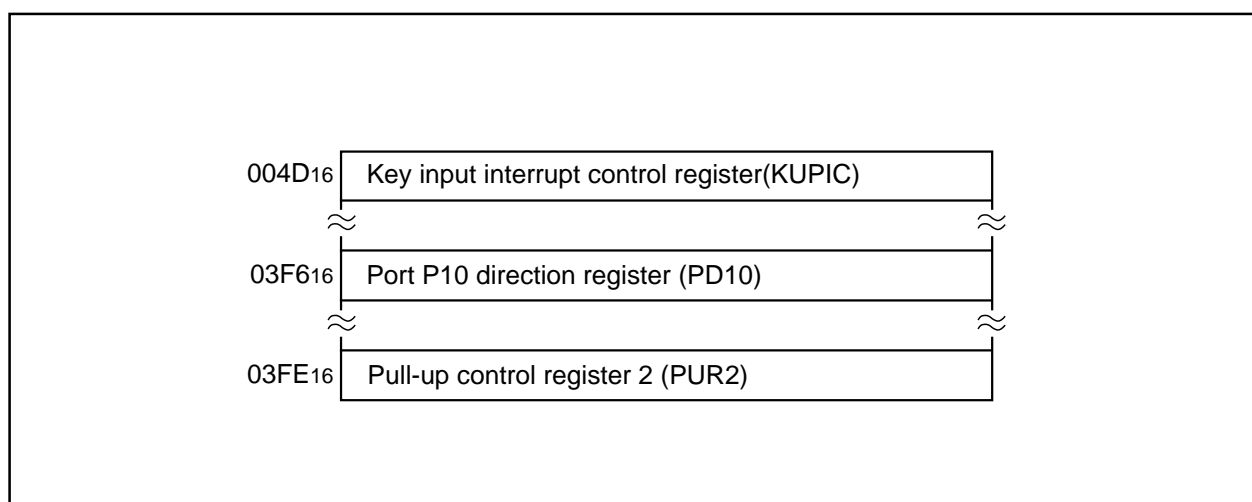 004D16 Key input interrupt control register(KUPIC)
03F616 Port P10 direction register (PD10)
03FE16 Pull-up control register 2 (PUR2)